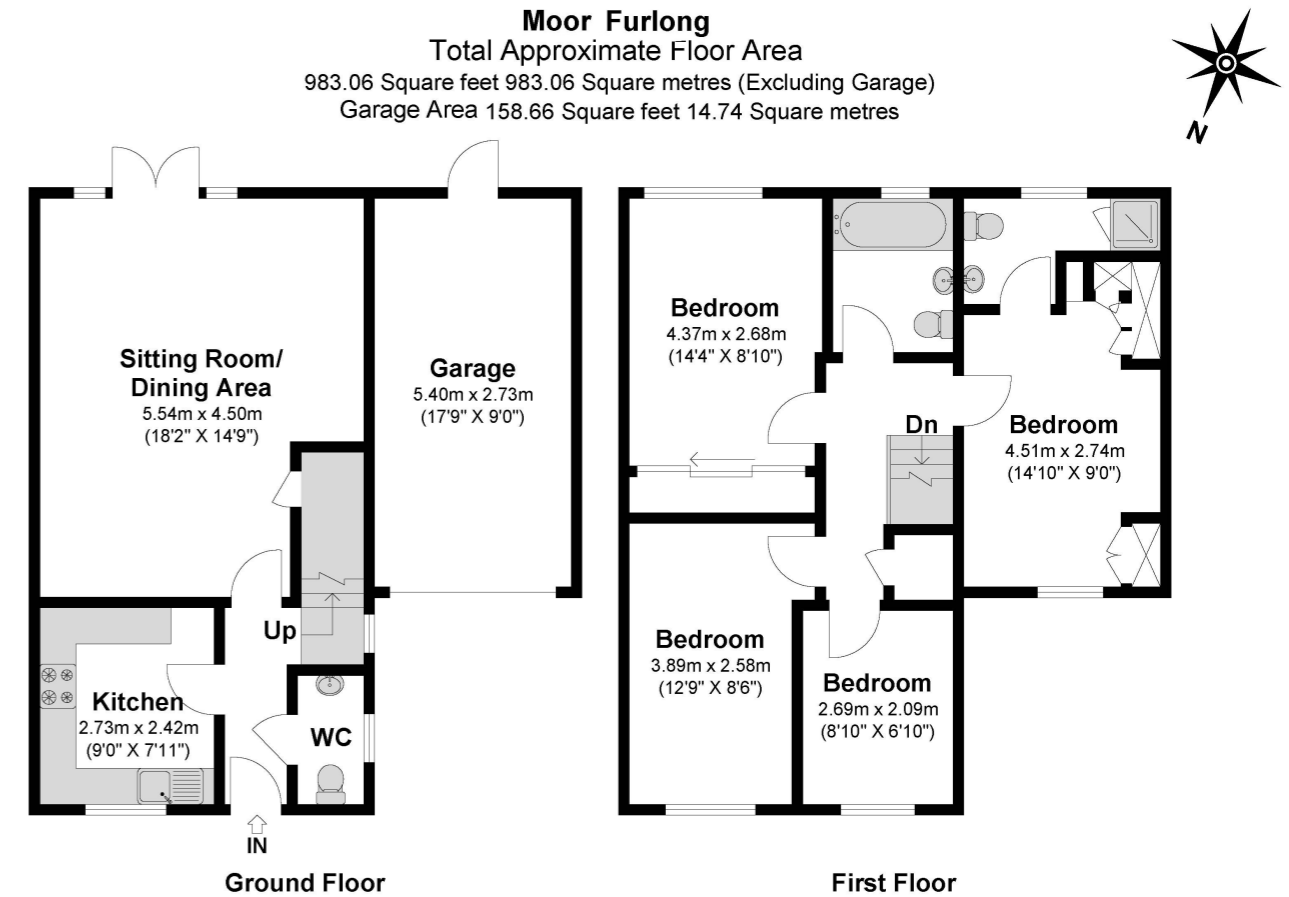 Moor Furlong
Total Approximate Floor Area
983.06 Square feet 983.06 Square metres (Excluding Garage)
Garage Area 158.66 Square feet 14.74 Square metres
N
Sitting Room/
Dining Area
5.54m x 4.50m
(18'2" X 14'9")
Garage
5.40m x 2.73m
(17'9" X 9'0")
Up
Kitchen
2.73m x 2.42m
(9'0" X 7'11")
WC
IN
Ground Floor
Bedroom
4.37m x 2.68m
(14'4" X 8'10")
Dn
Bedroom
4.51m x 2.74m
(14'10" X 9'0")
Bedroom
3.89m x 2.58m
(12'9" X 8'6")
Bedroom
2.69m x 2.09m
(8'10" X 6'10")
First Floor